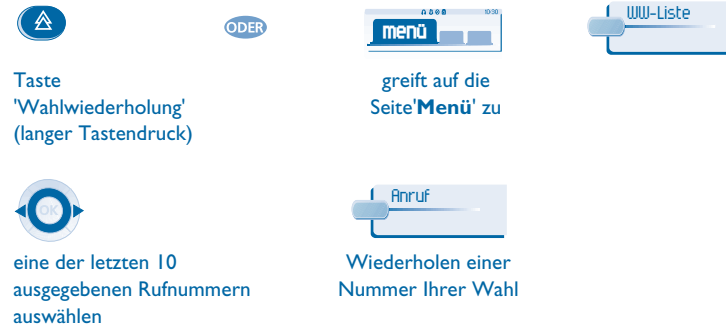 ODER
10:30
menü
WW-Liste
Taste
'Wahlwiederholung'
(langer Tastendruck)
greift auf die
Seite'Menü' zu
OK
Anruf
eine der letzten 10
ausgegebenen Rufnummern
auswählen
Wiederholen einer
Nummer Ihrer Wahl